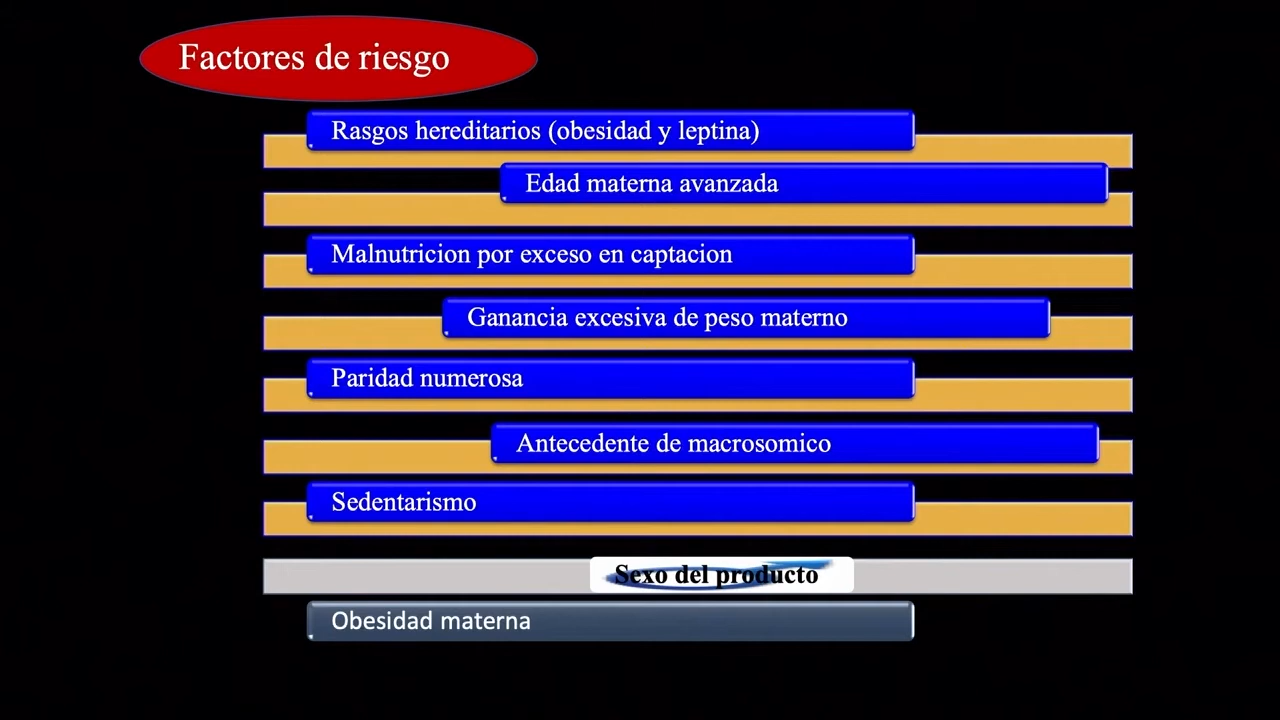 Factores de riesgo
Rasgos hereditarios (obesidad y leptina)
Edad materna avanzada
Malnutricion por exceso en captacion
Ganancia excesiva de peso materno
Paridad numerosa
Antecedente de macrosomico
Sedentarismo
Sexo del producto
Obesidad materna